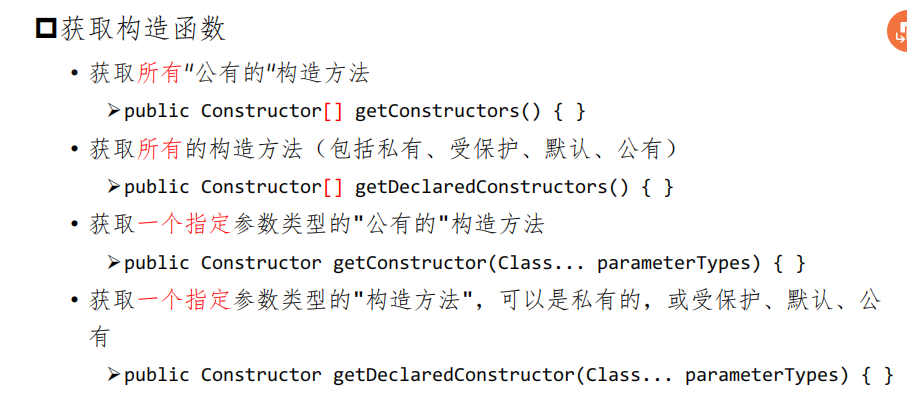 获取构造函数
• 获取所有"公有的"构造方法
➢public Constructor[] getConstructors() { }
• 获取所有的构造方法（包括私有、受保护、默认、公有）
➢public Constructor[] getDeclaredConstructors() { }
• 获取一个指定参数类型的"公有的"构造方法
➢public Constructor getConstructor(Class... parameterTypes) { }
• 获取一个指定参数类型的"构造方法"，可以是私有的，或受保护、默认、公
有
➢public Constructor getDeclaredConstructor(Class... parameterTypes) { }